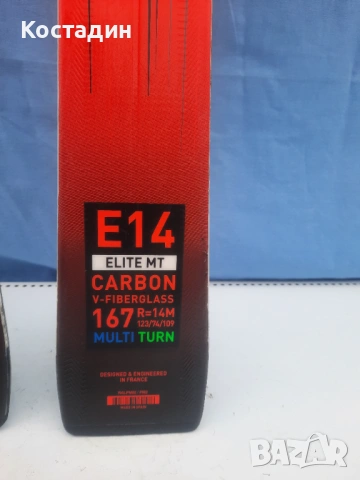 Костадин
E14
ELITE MT
CARBON
V-FIBERGLASS
167 R=14M
123/74/109
MULTI TURN
DESIGNED & ENGINEERED
IN FRANCE
BAZAR